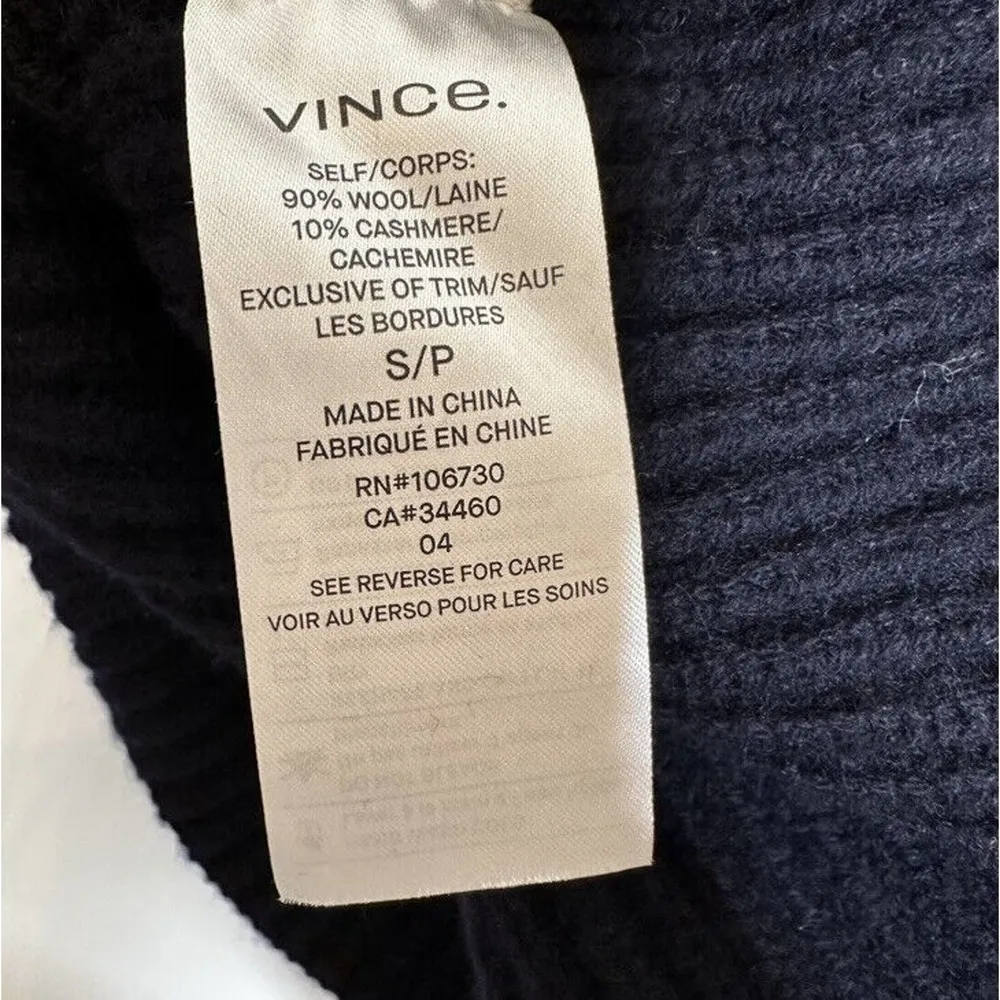 VINCE.
SELF/CORPS:
90% WOOL/LAINE
10% CASHMERE/
CACHEMIRE
EXCLUSIVE OF TRIM/SAUF
LES BORDURES
S/P
MADE IN CHINA
FABRIQUÉ EN CHINE
RN#106730
CA#34460
04
SEE REVERSE FOR CARE
VOIR AU VERSO POUR LES SOINS